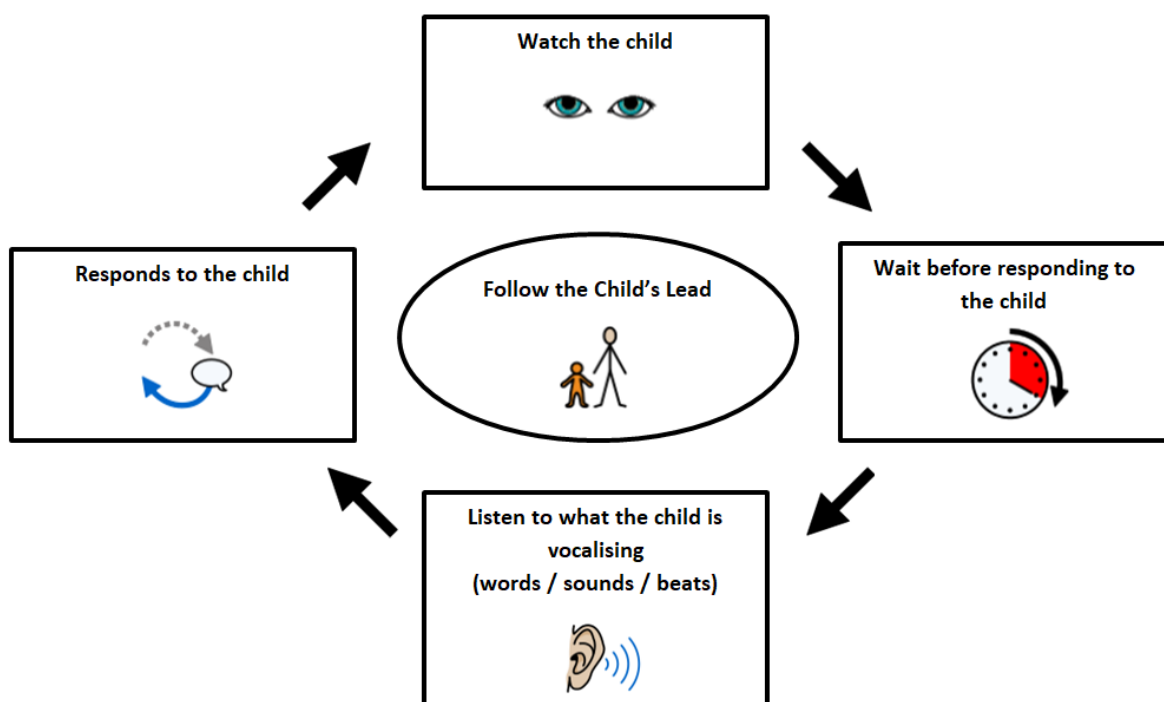 Watch the child
Wait before responding to
the child
Listen to what the child is
vocalising
(words / sounds / beats)
Responds to the child
Follow the Child’s Lead